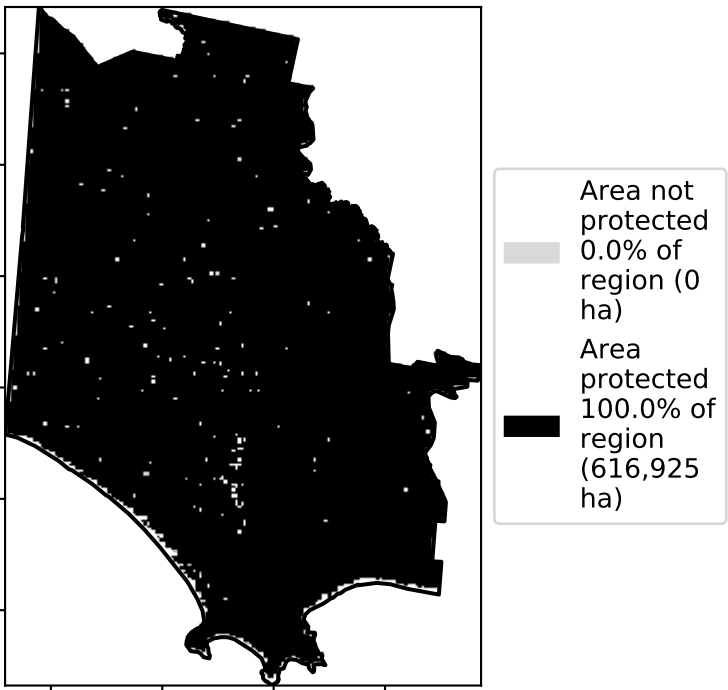 Area not
protected
0.0% of
region (0
ha)
Area
protected
100.0% of
region
(616,925
ha)